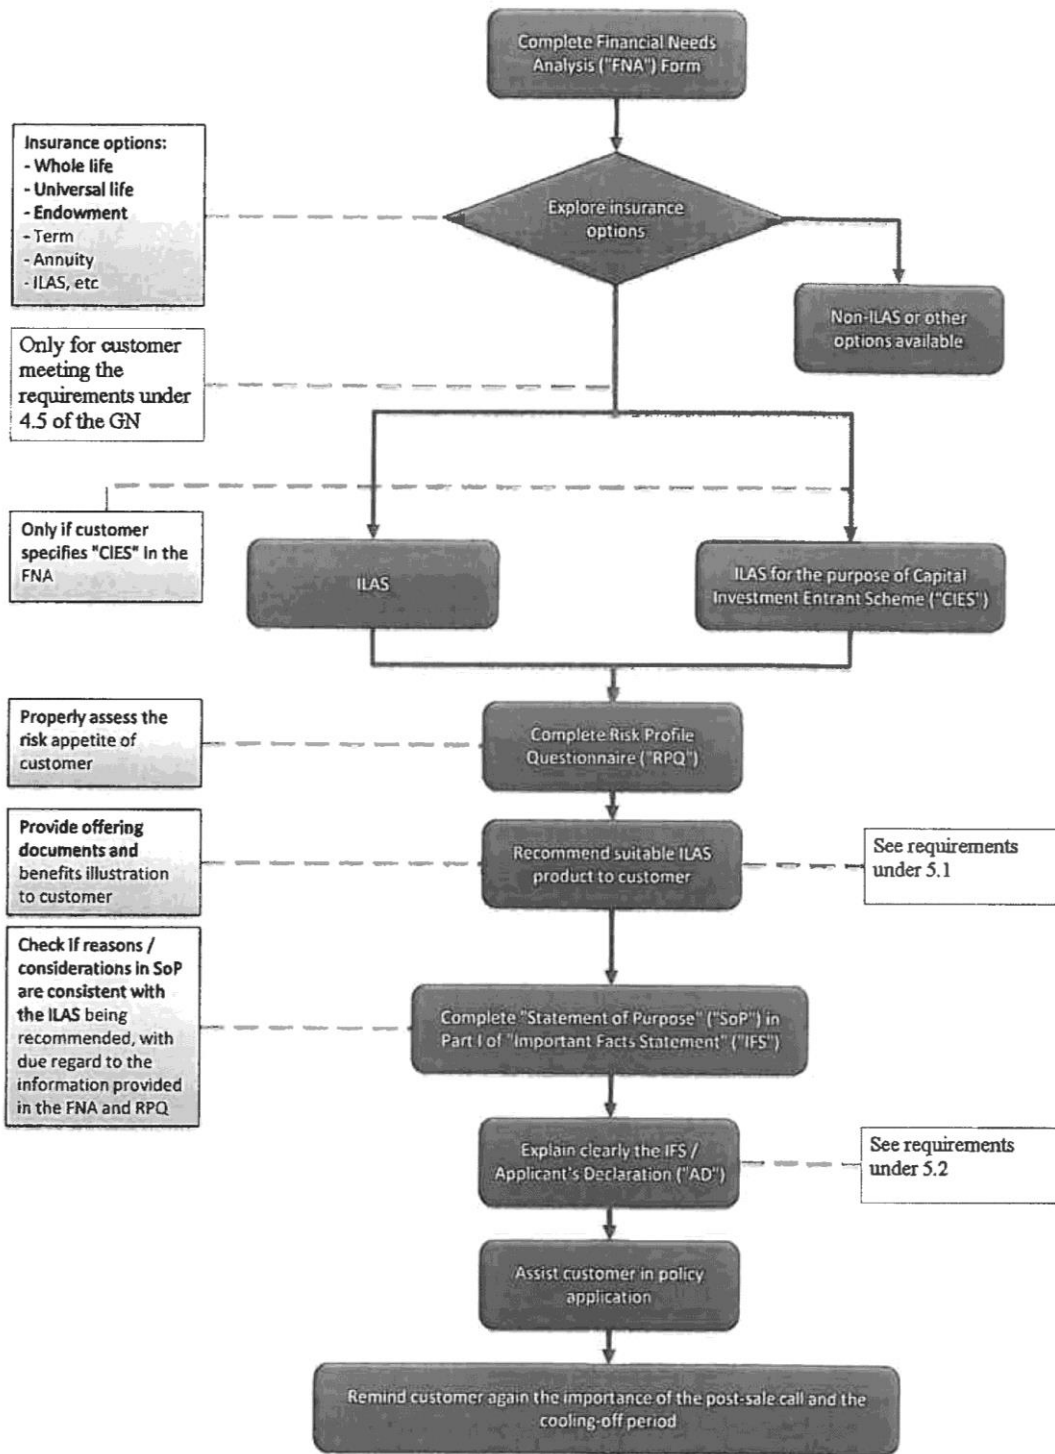 Complete Financial Needs
Analysis ("FNA") Form
Insurance options:
- Whole life
- Universal life
- Endowment
- Term
- Annuity
- ILAS, etc
Explore insurance
options
Non-ILAS or other
options available
Only for customer
meeting the
requirements under
4.5 of the GN
Only if customer
specifies "CIES" in the
FNA
ILAS
ILAS for the purpose of Capital
Investment Entrant Scheme ("CIES")
Properly assess the
risk appetite of
customer
Complete Risk Profile
Questionnaire ("RPQ")
Provide offering
documents and
benefits illustration
to customer
Recommend suitable ILAS
product to customer
See requirements
under 5.1
Check if reasons /
considerations in SoP
are consistent with
the ILAS being
recommended, with
due regard to the
information provided
in the FNA and RPQ
Complete "Statement of Purpose" ("SoP") in
Part I of "Important Facts Statement" ("IFS")
Explain clearly the IFS /
Applicant's Declaration ("AD")
See requirements
under 5.2
Assist customer in policy
application
Remind customer again the importance of the post-sale call and the
cooling-off period